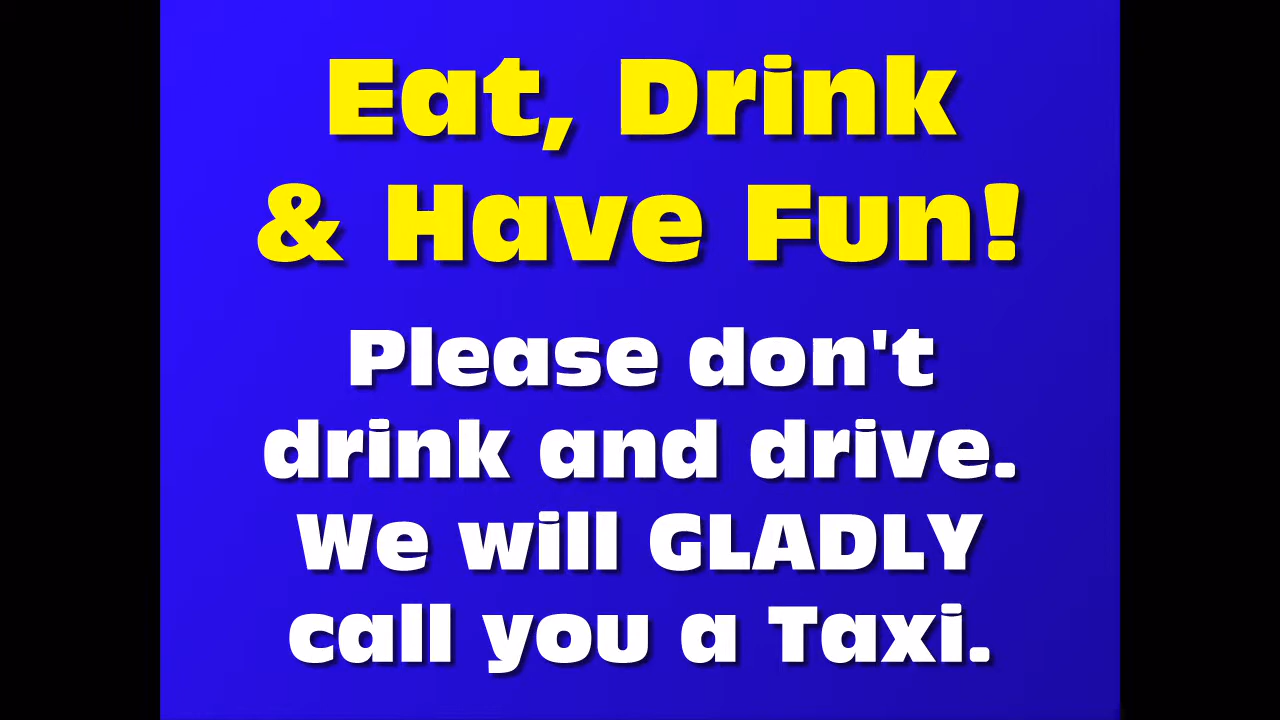 Eat, Drink
& Have Fun!
Please don't
drink and drive.
We will GLADLY
call you a Taxi.